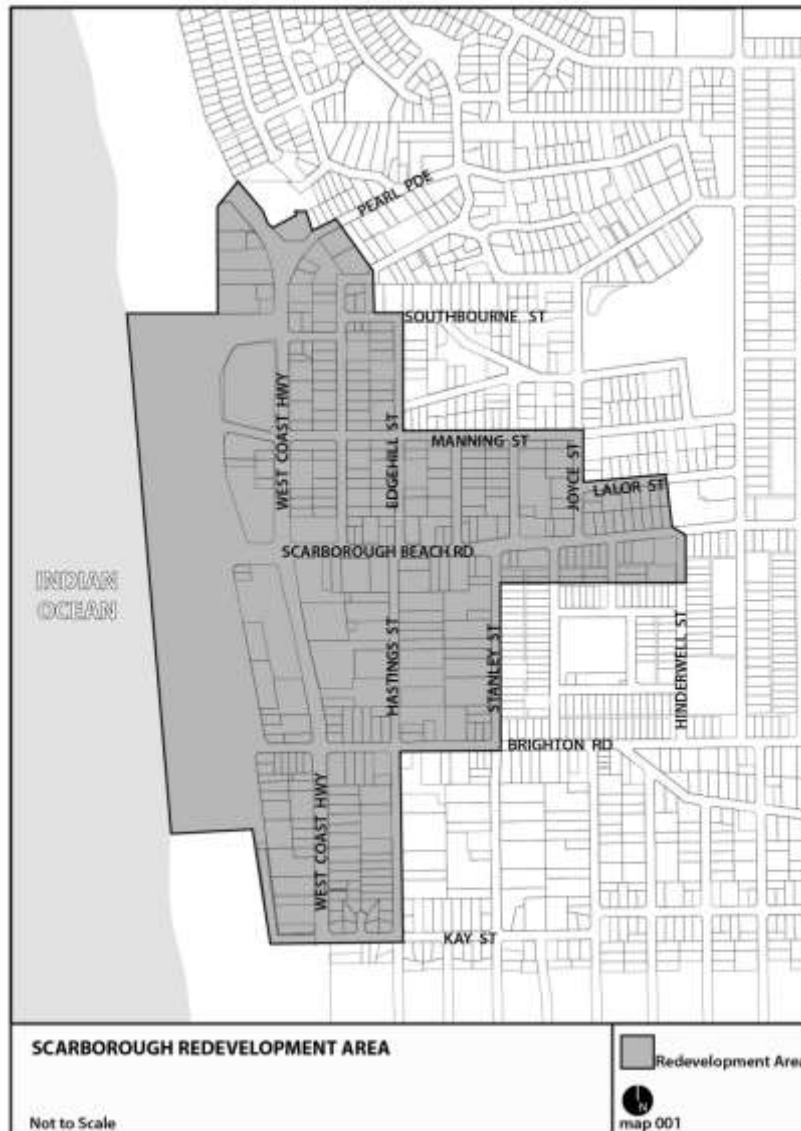 PEARL PDE
SOUTHBOURNE ST
WEST COAST HWY
EDGEHILL ST
MANNING ST
JOYCE ST
LALOR ST
SCARBOROUGH BEACH RD
INDIAN
OCEAN
HASTINGS ST
STANLEY ST
HINDERWELL ST
BRIGHTON RD
WEST COAST HWY
KAY ST
SCARBOROUGH REDEVELOPMENT AREA
Redevelopment Area
N
Not to Scale
map 001